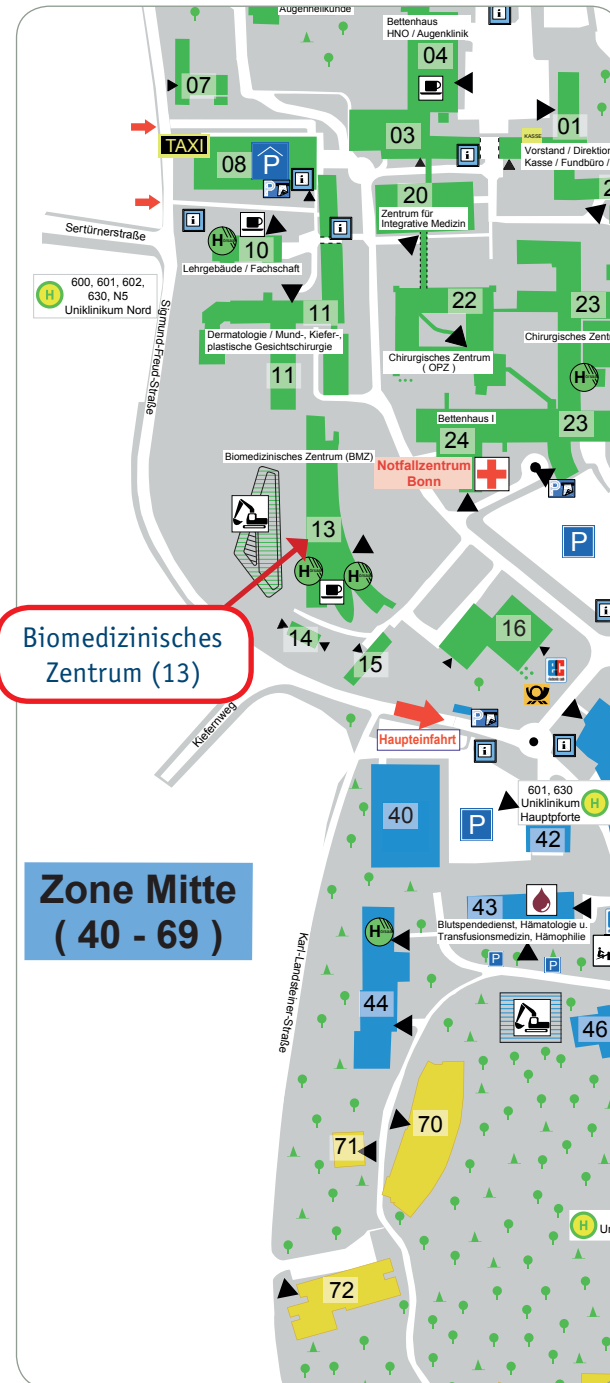 Augenheilkunde
Bettenhaus
HNO / Augenklinik
04
07
01
TAXI
03
KASSE
Vorstand / Direktion
Kasse / Fundbüro /
08
P
20
2
Zentrum für
Integrative Medizin
Sertürnerstraße
H
10
Lehrgebäude / Fachschaft
H
600, 601, 602,
630, N5
Uniklinikum Nord
Sigmund-Freud-Straße
11
22
23
Dermatologie / Mund-, Kiefer-,
plastische Gesichtschirurgie
Chirurgisches Zentrum
( OPZ )
Chirurgisches Zent
11
H
Bettenhaus I
24
23
Biomedizinisches Zentrum (BMZ)
Notfallzentrum
Bonn
P
13
P
H
H
Biomedizinisches
Zentrum (13)
14
15
16
Kiefernweg
Haupteinfahrt
P
40
P
601, 630
Uniklinikum
Hauptpforte
H
42
Zone Mitte
( 40 - 69 )
43
Blutspendedienst, Hämatologie u.
Transfusionsmedizin, Hämophilie
H
P
P
Karl-Landsteiner-Straße
44
46
70
71
H
Un
72